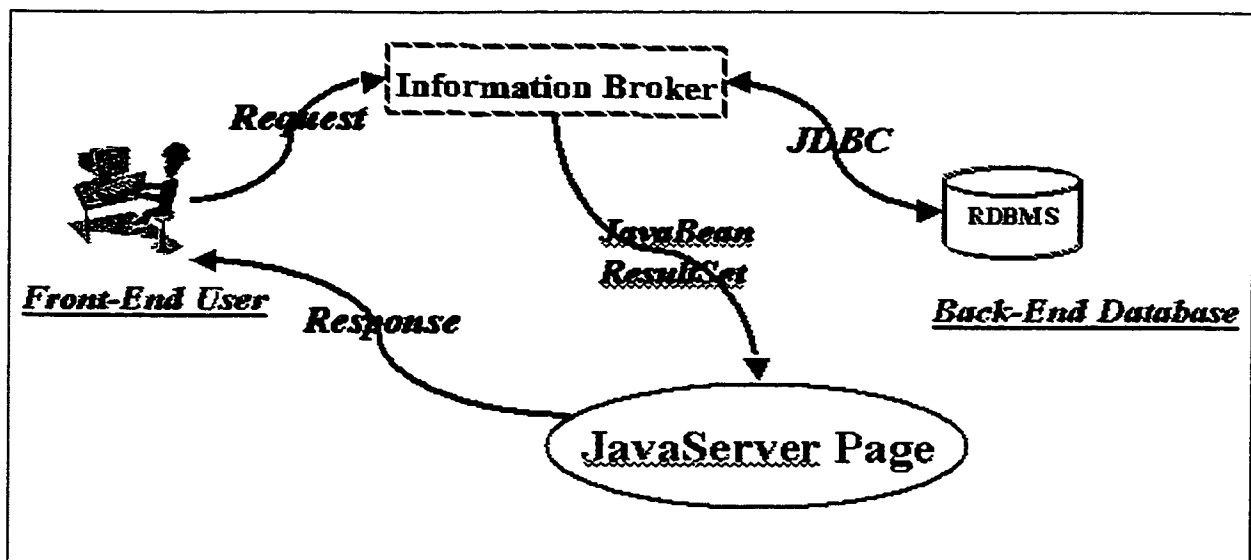 Information Broker
Request
JDBC
RDBMS
JavaBean
ResultSet
Front-End User
Response
Back-End Database
JavaServer Page